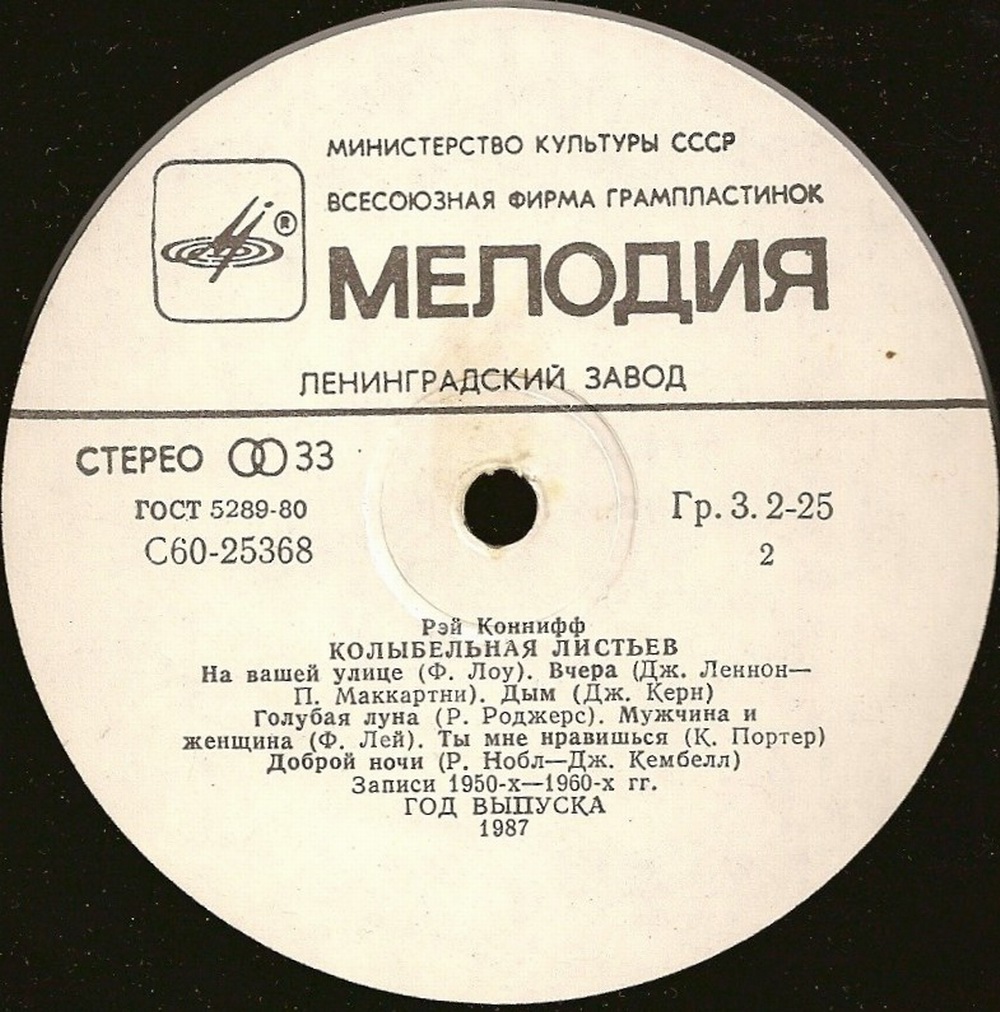 МИНИСТЕРСТВО КУЛЬТУРЫ СССР
ВСЕСОЮЗНАЯ ФИРМА ГРАМПЛАСТИНОК
®
МЕЛОДИЯ
ЛЕНИНГРАДСКИЙ ЗАВОД
СТЕРЕО 33
ГОСТ 5289-80
С60-25368
Гр. 3. 2-25
2
Рэй Коннифф
КОЛЫБЕЛЬНАЯ ЛИСТЬЕВ
На вашей улице (Ф. Лоу). Вчера (Дж. Леннон—
П. Маккартни). Дым (Дж. Керн)
Голубая луна (Р. Роджерс). Мужчина и
женщина (Ф. Лей). Ты мне нравишься (К. Портер)
Доброй ночи (Р. Нобл—Дж. Кембелл)
Записи 1950-х—1960-х гг.
ГОД ВЫПУСКА
1987